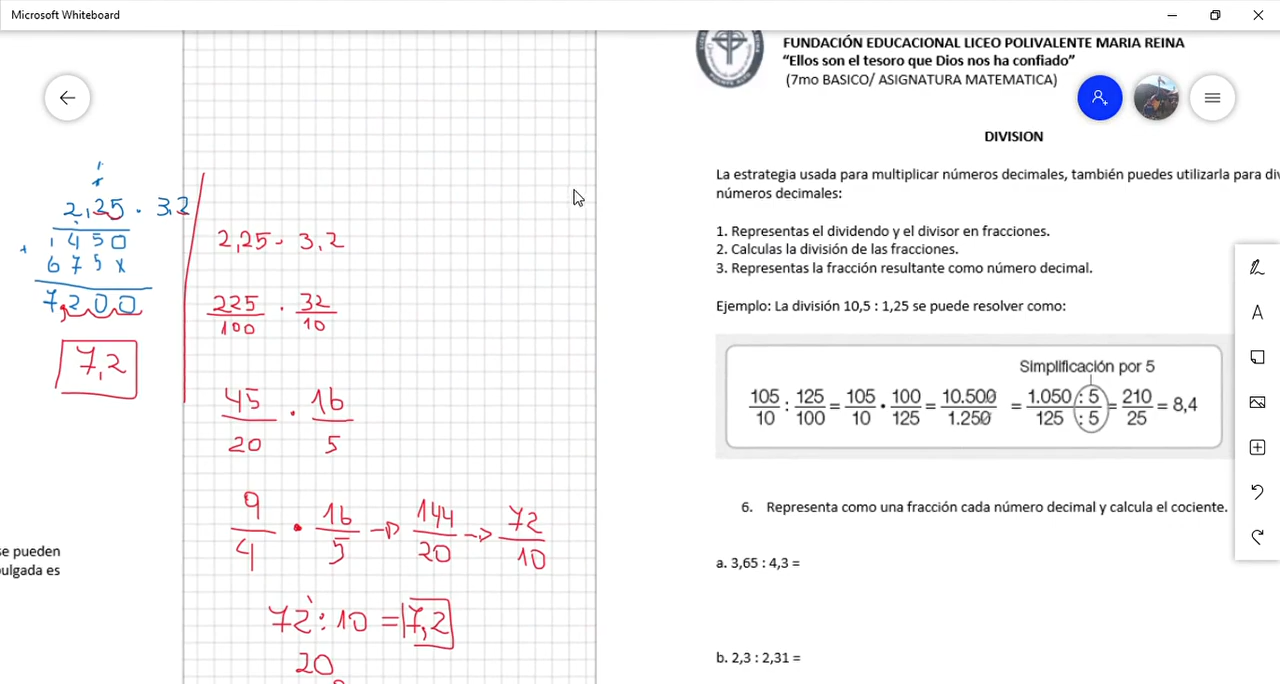 Microsoft Whiteboard
2,25 · 3,2
1450
+
675x
7,200
7,2
se pueden
pulgada es
2,25 · 3,2
225/100 · 32/10
45/20 · 16/5
9/4 · 16/5 → 144/20 → 72/10
72 : 10 = 7,2
20
FUNDACIÓN EDUCACIONAL LICEO POLIVALENTE MARIA REINA
“Ellos son el tesoro que Dios nos ha confiado”
(7mo BASICO/ ASIGNATURA MATEMATICA)
DIVISION
La estrategia usada para multiplicar números decimales, también puedes utilizarla para div
números decimales:
1. Representas el dividendo y el divisor en fracciones.
2. Calculas la división de las fracciones.
3. Representas la fracción resultante como número decimal.
Ejemplo: La división 10,5 : 1,25 se puede resolver como:
Simplificación por 5
105/10 : 125/100 = 105/10 • 100/125 = 10.500/1.250 = 1.050 : 5/125 : 5 = 210/25 = 8,4
6. Representa como una fracción cada número decimal y calcula el cociente.
a. 3,65 : 4,3 =
b. 2,3 : 2,31 =
A